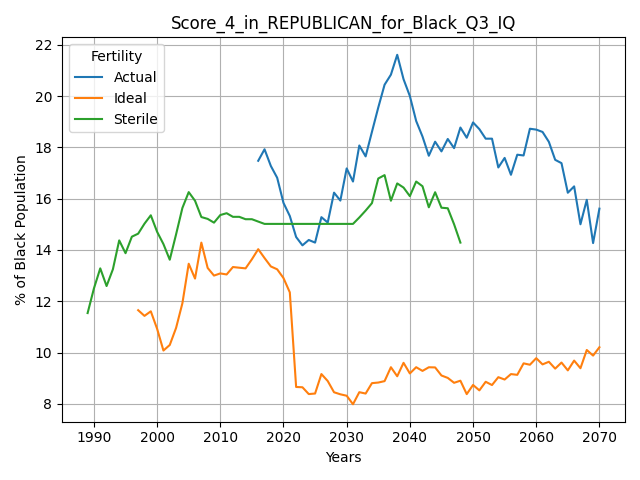 Score_4_in_REPUBLICAN_for_Black_Q3_IQ
Fertility
Actual
Ideal
Sterile
% of Black Population
22
20
18
16
14
12
10
8
1990 2000 2010 2020 2030 2040 2050 2060 2070
Years